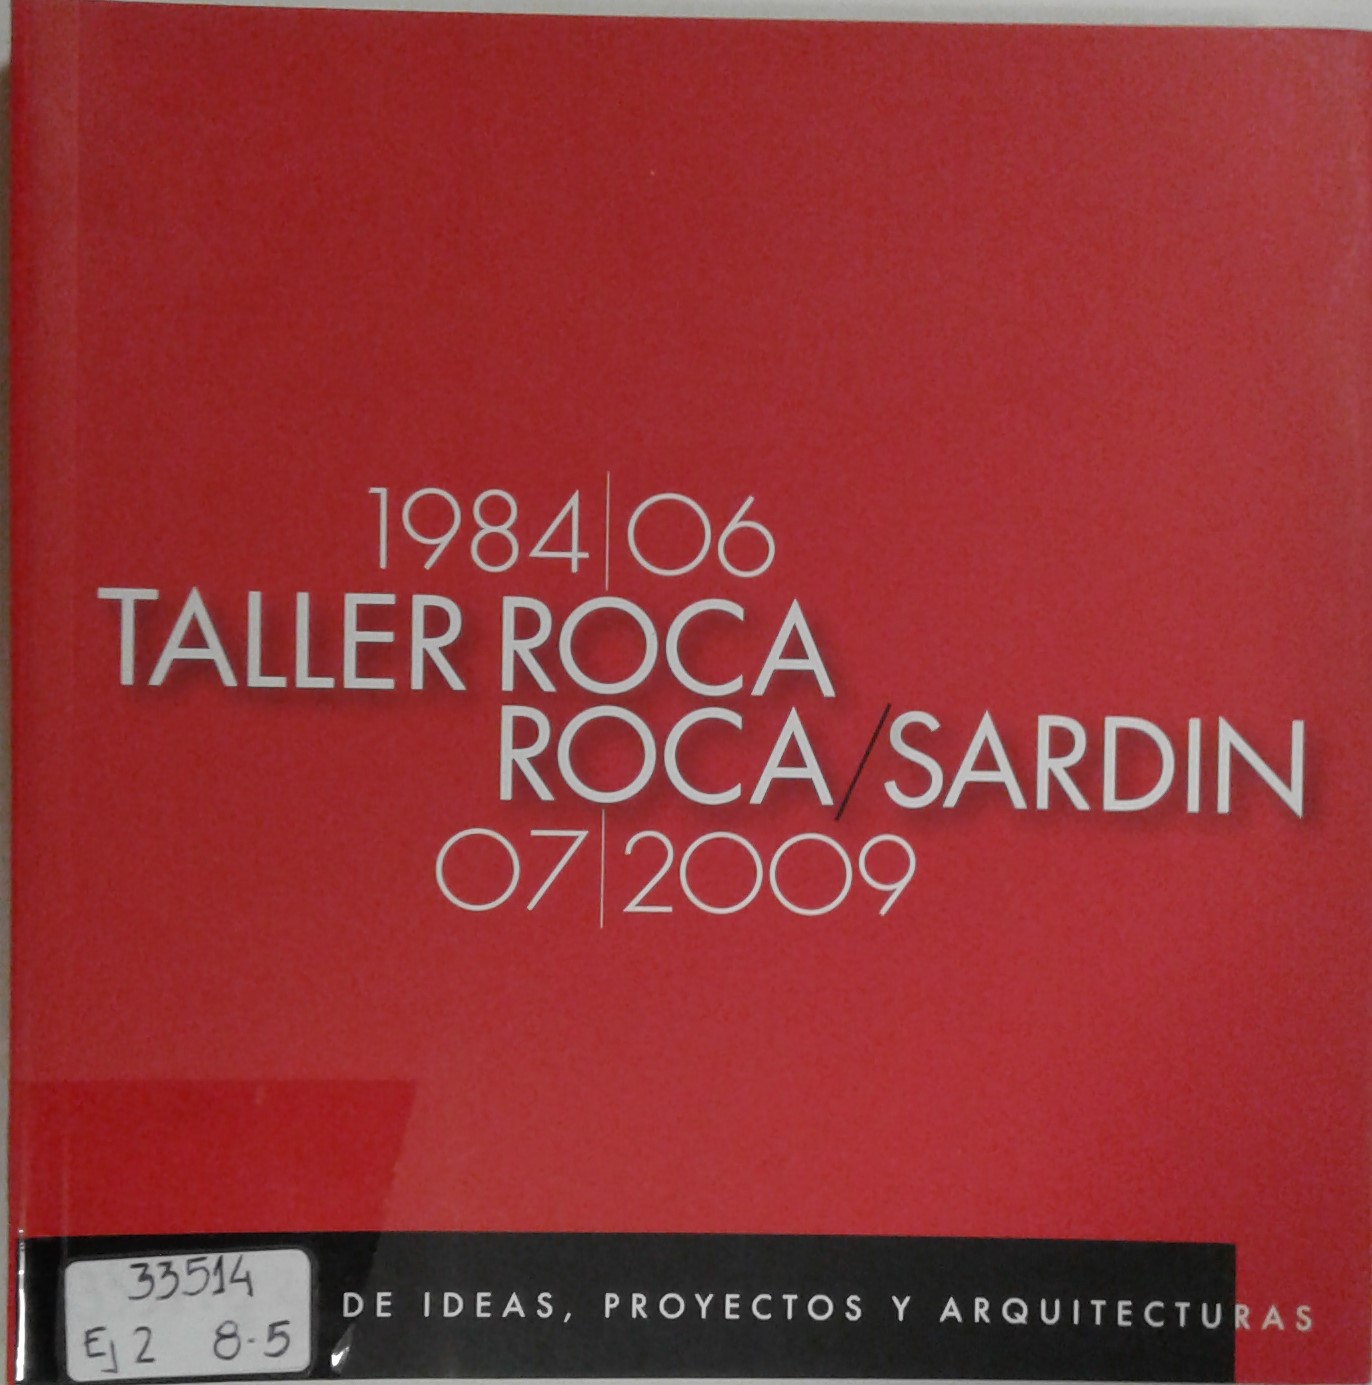 1984|06
TALLER ROCA
ROCA/SARDIN
07|2009
DE IDEAS, PROYECTOS Y ARQUITECTURAS
33514
Ej 2 8-5